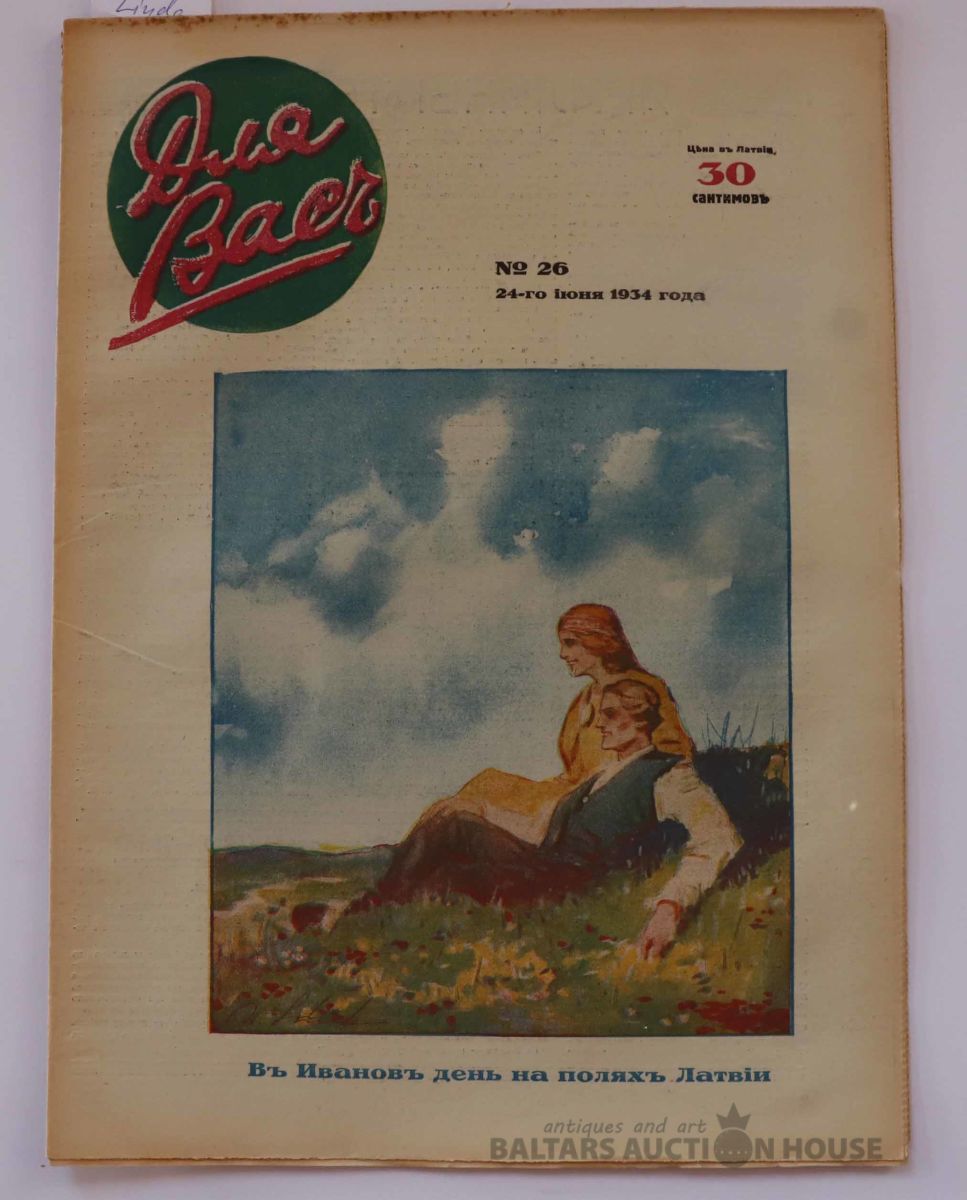 Linda
Для
Васъ
Цѣна въ Латвіи,
30
сантимовъ
№ 26
24-го іюня 1934 года
Въ Ивановъ день на поляхъ Латвіи
antiques and art
BALTARS AUCTION HOUSE